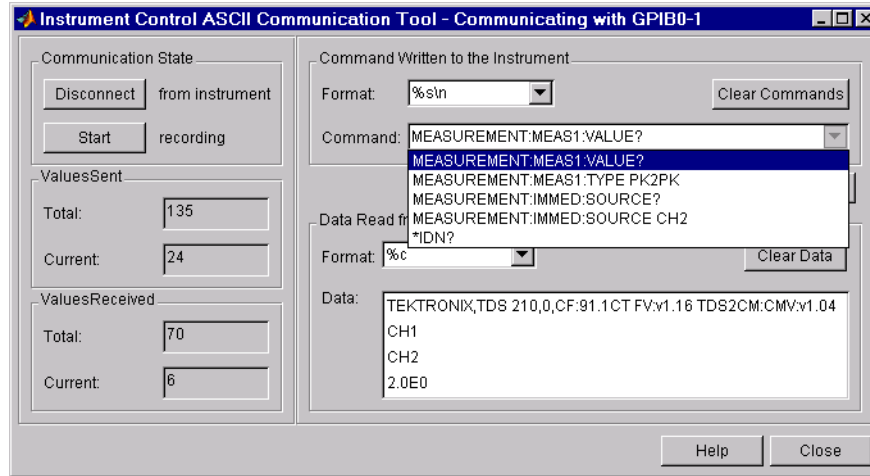 Instrument Control ASCII Communication Tool - Communicating with GPIB0-1
Communication State
Disconnect from instrument
Start recording
ValuesSent
Total: 135
Current: 24
ValuesReceived
Total: 70
Current: 6
Command Written to the Instrument
Format: %s\n
Clear Commands
Command: MEASUREMENT:MEAS1:VALUE?
MEASUREMENT:MEAS1:VALUE?
MEASUREMENT:MEAS1:TYPE PK2PK
MEASUREMENT:IMMED:SOURCE?
MEASUREMENT:IMMED:SOURCE CH2
*IDN?
Data Read
Format: %c
Clear Data
Data:
TEKTRONIX,TDS 210,0,CF:91.1CT FV:v1.16 TDS2CM:CMV:v1.04
CH1
CH2
2.0E0
Help
Close